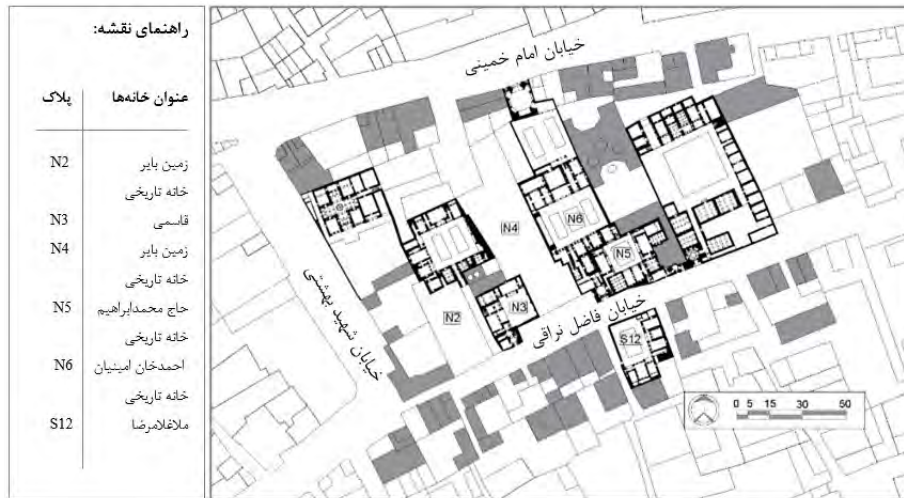 راهنمای نقشه:
عنوان خانه‌ها پلاک
زمین بایر N2
خانه تاریخی
قاسمی N3
زمین بایر N4
خانه تاریخی
حاج محمدابراهیم N5
خانه تاریخی
احمدخان امینیان N6
خانه تاریخی
ملاغلامرضا S12
خیابان امام خمینی
خیابان شهید بهشتی
خیابان فاضل نراقی
N6
N4
N5
N2
N3
S12
0 5 15 30 50